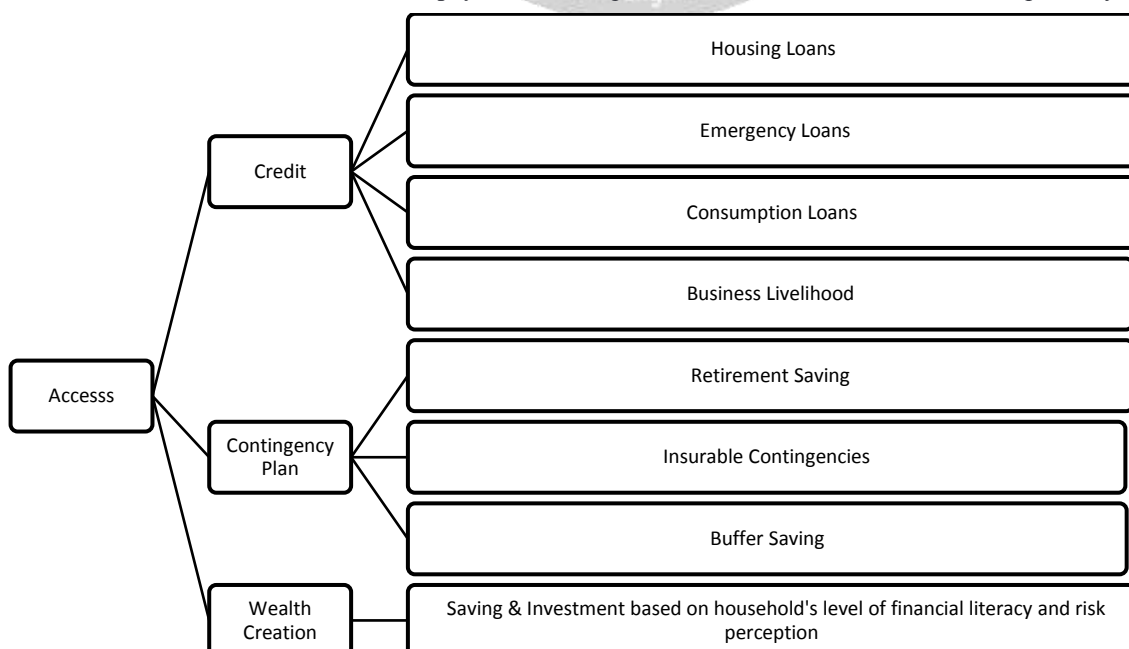 Housing Loans
Emergency Loans
Credit
Consumption Loans
Business Livelihood
Accesss
Retirement Saving
Contingency
Plan
Insurable Contingencies
Buffer Saving
Wealth
Creation
Saving & Investment based on household's level of financial literacy and risk
perception